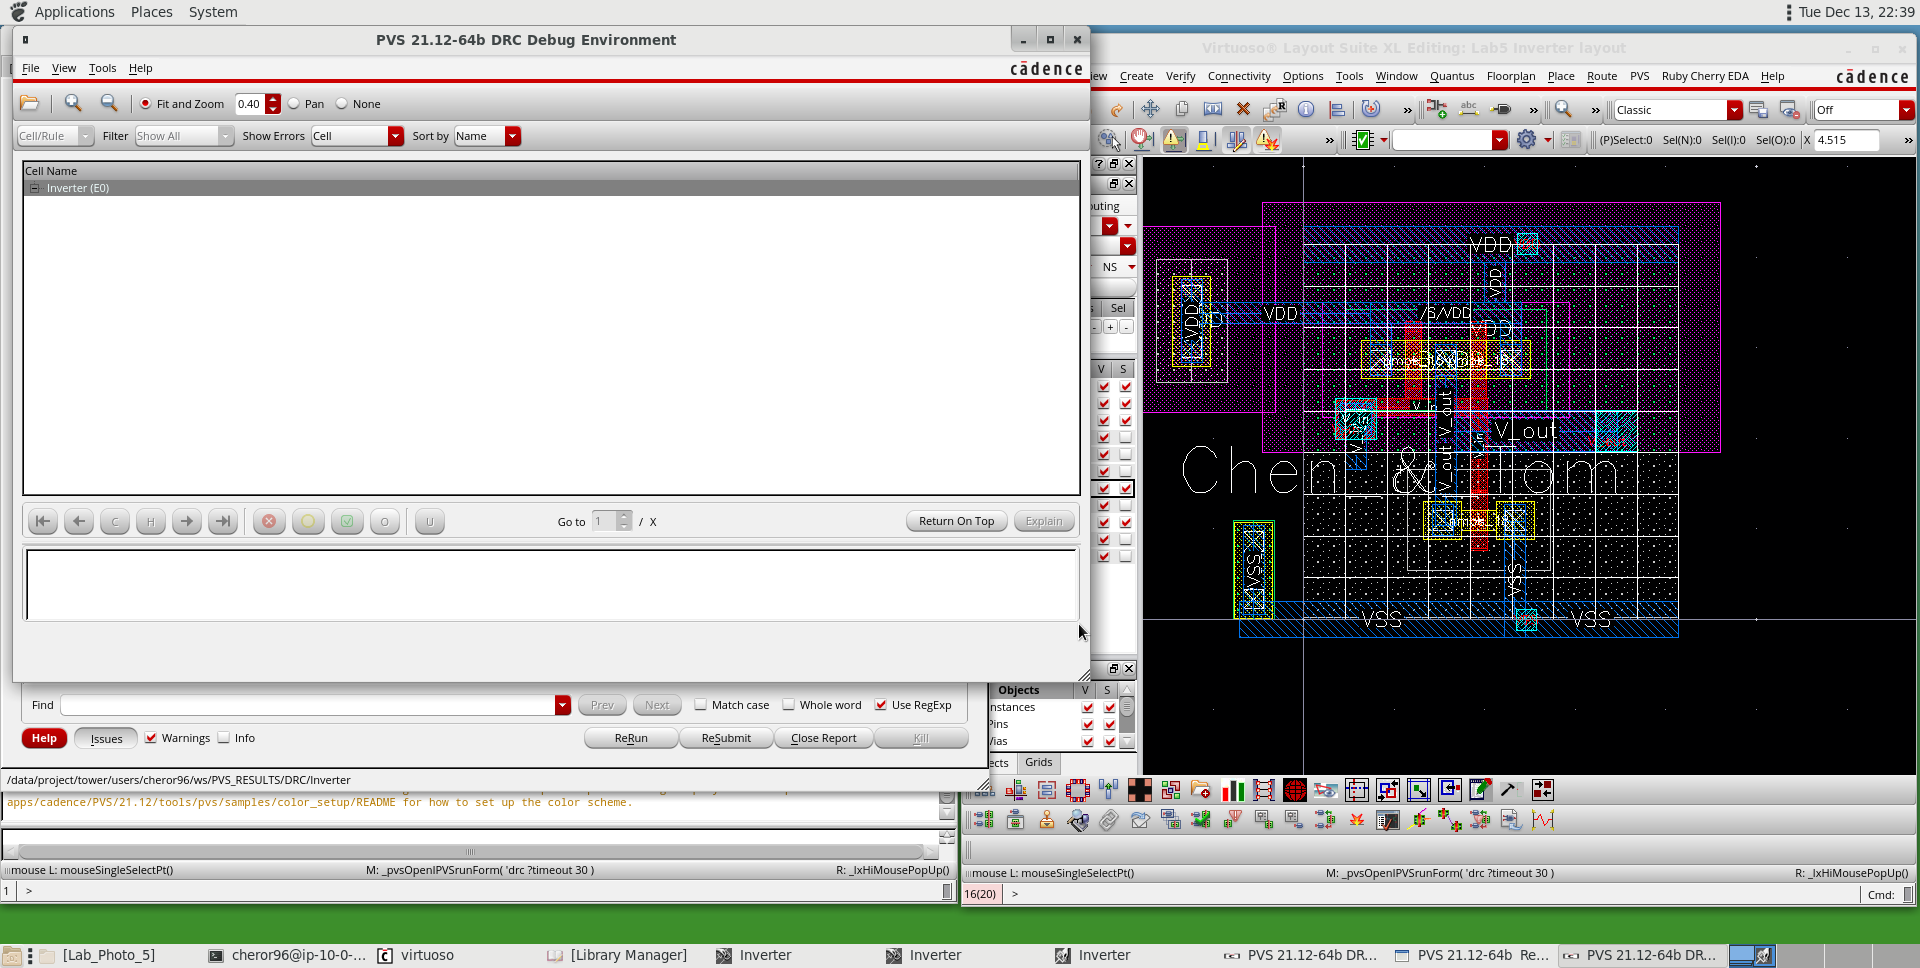 Applications Places System Tue Dec 13, 22:39
PVS 21.12-64b DRC Debug Environment
File View Tools Help cādence
Fit and Zoom 0.40 Pan None
Cell/Rule Filter Show All Show Errors Cell Sort by Name
Cell Name
Inverter (E0)
C H O U Go to 1 / X Return On Top Explain
Find Prev Next Match case Whole word Use RegExp
Help Issues Warnings Info ReRun ReSubmit Close Report Kill
/data/project/tower/users/cheror96/ws/PVS_RESULTS/DRC/Inverter
apps/cadence/PVS/21.12/tools/pvs/samples/color_setup/README for how to set up the color scheme.
mouse L: mouseSingleSelectPt() M: _pvsOpenIPVSrunForm( 'drc ?timeout 30 ) R: _lxHiMousePopUp()
1 >
Virtuoso® Layout Suite XL Editing: Lab5 Inverter layout
ew Create Verify Connectivity Options Tools Window Quantus Floorplan Place Route PVS Ruby Cherry EDA Help cādence
Classic Off
(P)Select:0 Sel(N):0 Sel(I):0 Sel(O):0 X 4.515
uting
NS
s Sel
V S
VDD
VDD
VDD
VDD /S/VDD
VDD
V_in
V_out
V_out
V_out
Chen & Tom
VSS
VSS
VSS VSS
Objects V S
nstances
Pins
Vias
ects Grids
mouse L: mouseSingleSelectPt() M: _pvsOpenIPVSrunForm( 'drc ?timeout 30 ) R: _lxHiMousePopUp()
16(20) > Cmd:
[Lab_Photo_5] cheror96@ip-10-0-... virtuoso [Library Manager] Inverter Inverter Inverter PVS 21.12-64b DR... PVS 21.12-64b Re... PVS 21.12-64b DR...